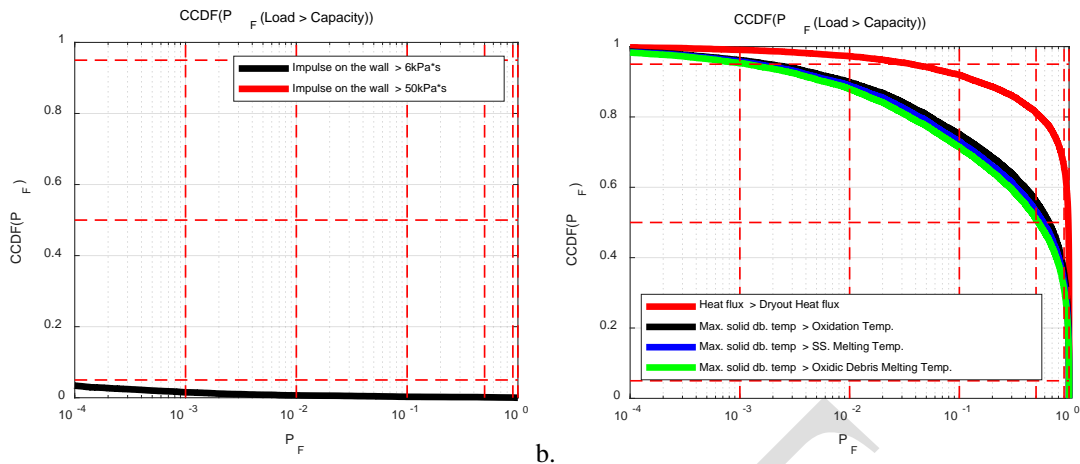 CCDF(P F (Load > Capacity))
1
0.8
0.6
0.4
0.2
0
CCDF(P F)
Impulse on the wall > 6kPa*s
Impulse on the wall > 50kPa*s
10 -4
10 -3
10 -2
10 -1
10 0
P F
b.
CCDF(P F (Load > Capacity))
1
0.8
0.6
0.4
0.2
0
CCDF(P F)
Heat flux > Dryout Heat flux
Max. solid db. temp > Oxidation Temp.
Max. solid db. temp > SS. Melting Temp.
Max. solid db. temp > Oxidic Debris Melting Temp.
10 -4
10 -3
10 -2
10 -1
10 0
P F